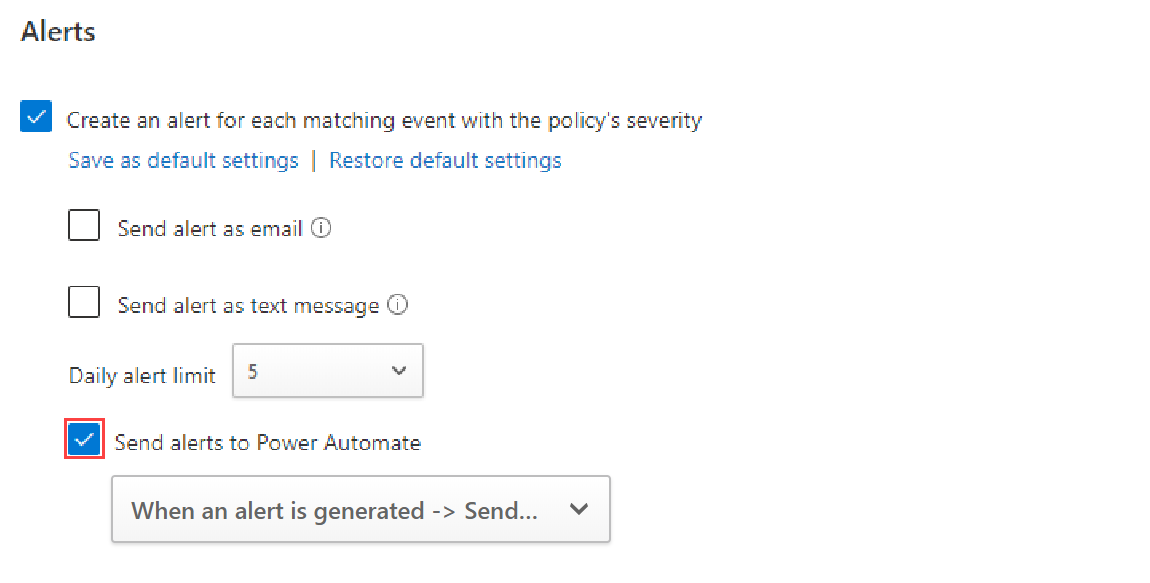 Alerts
Create an alert for each matching event with the policy's severity
Save as default settings | Restore default settings
Send alert as email
Send alert as text message
Daily alert limit 5
Send alerts to Power Automate
When an alert is generated -> Send...